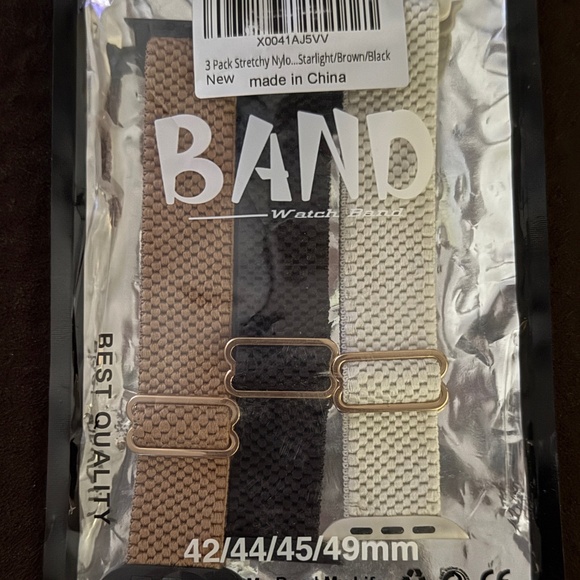 X0041AJ5VV
3 Pack Stretchy Nylo...Starlight/Brown/Black
New made in China
BAND
Watch Band
BEST QUALITY
42/44/45/49mm